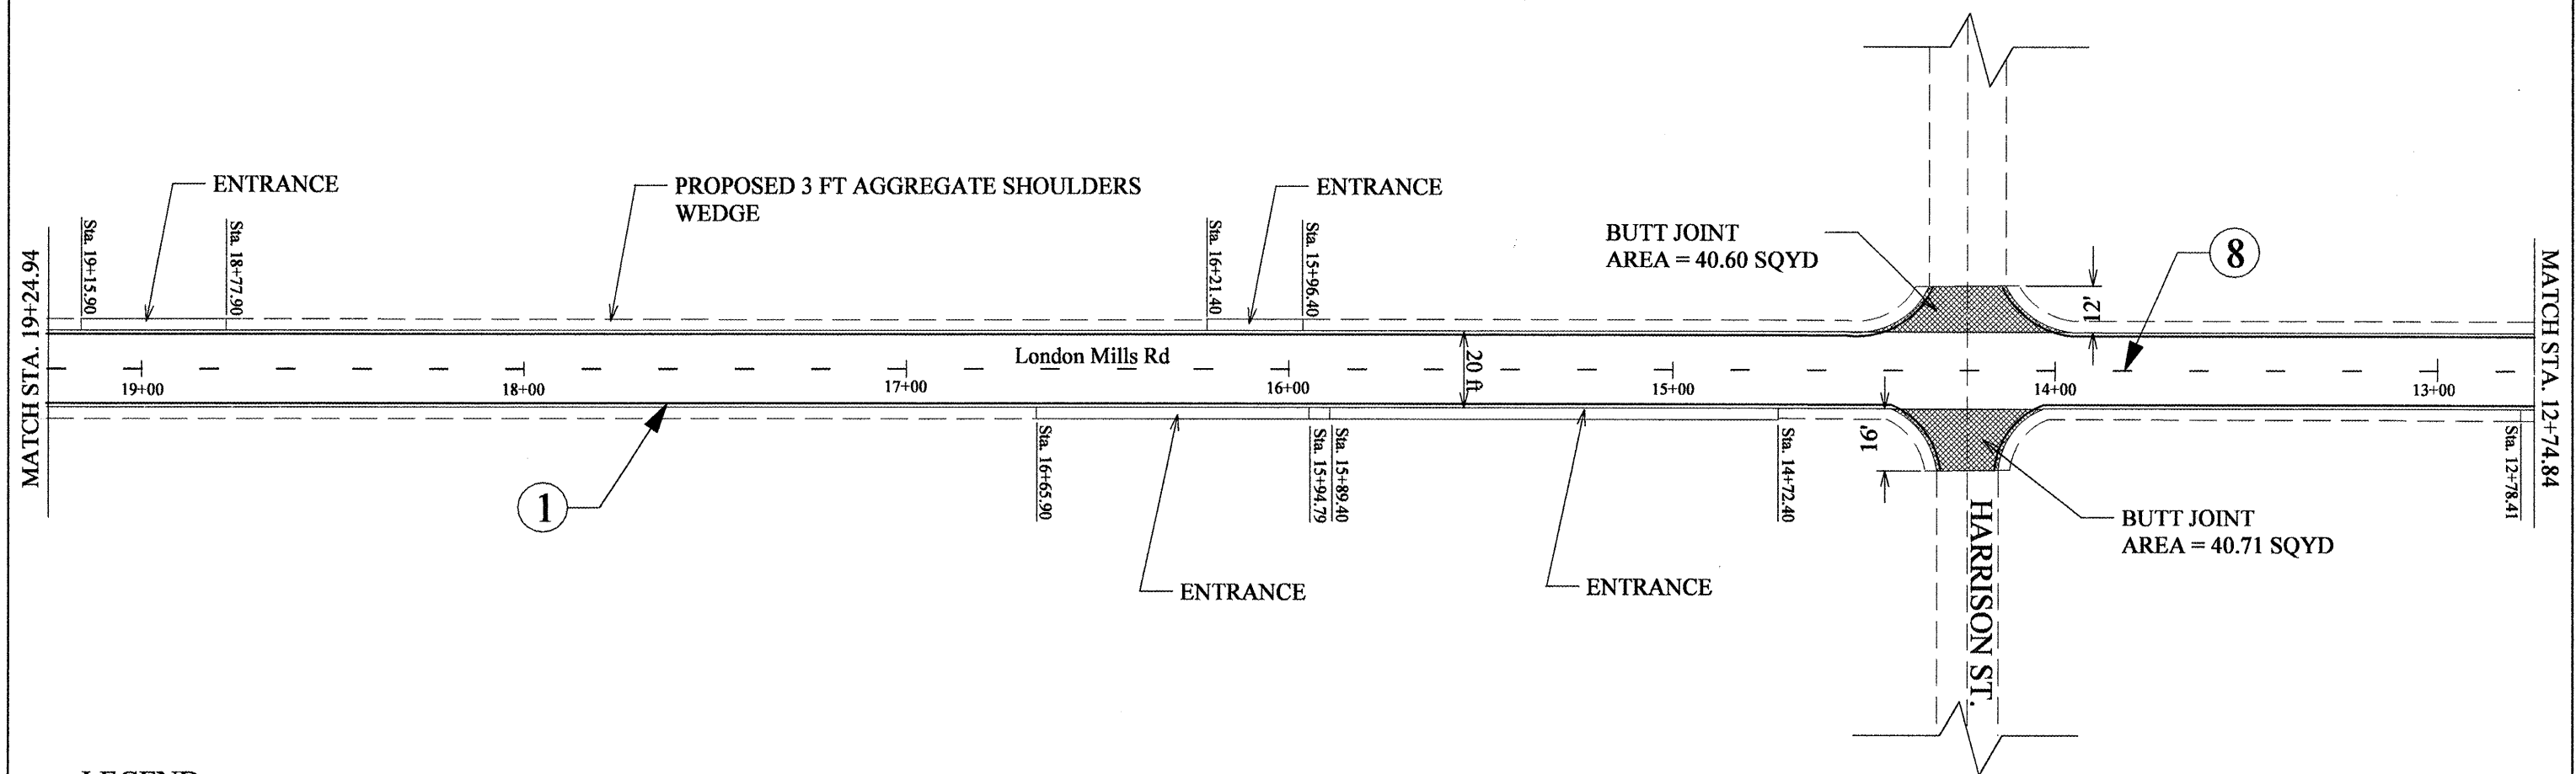 ENTRANCE
PROPOSED 3 FT AGGREGATE SHOULDERS
WEDGE
ENTRANCE
BUTT JOINT
AREA = 40.60 SQYD
8
MATCH STA. 19+24.94
Sta. 19+15.90
Sta. 18+77.90
Sta. 16+21.40
Sta. 15+96.40
12'
MATCH STA. 12+74.84
London Mills Rd
20 ft
19+00
18+00
17+00
16+00
15+00
14+00
13+00
Sta. 16+65.90
Sta. 15+94.79
Sta. 15+89.40
Sta. 14+72.40
16'
Sta. 12+78.41
1
HARRISON ST.
BUTT JOINT
AREA = 40.71 SQYD
ENTRANCE
ENTRANCE
LEGEND